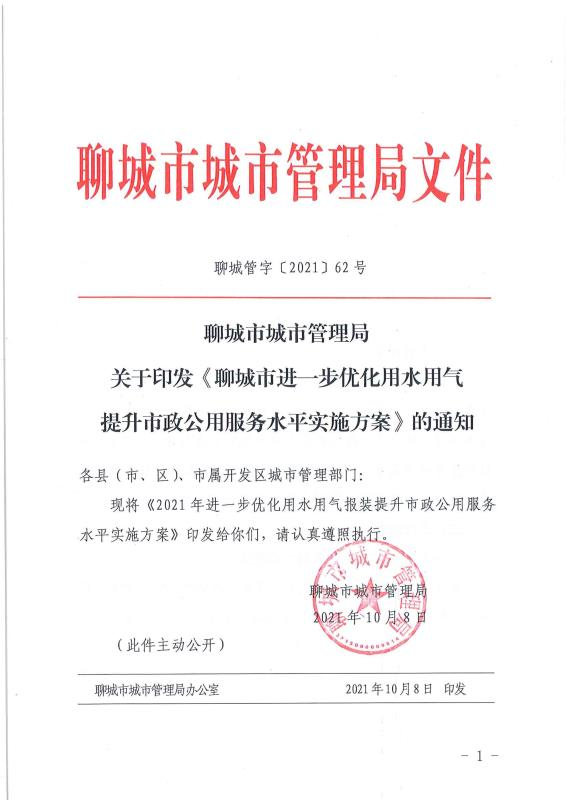 聊城市城市管理局文件
聊城管字〔2021〕62号
聊城市城市管理局
关于印发《聊城市进一步优化用水用气
提升市政公用服务水平实施方案》的通知
各县（市、区）、市属开发区城市管理部门：
现将《2021年进一步优化用水用气报装提升市政公用服务
水平实施方案》印发给你们，请认真遵照执行。
聊城市城市管理局
聊城市城市管理局
2021年10月8日
（此件主动公开）
聊城市城市管理局办公室 2021年10月8日 印发
- 1 -